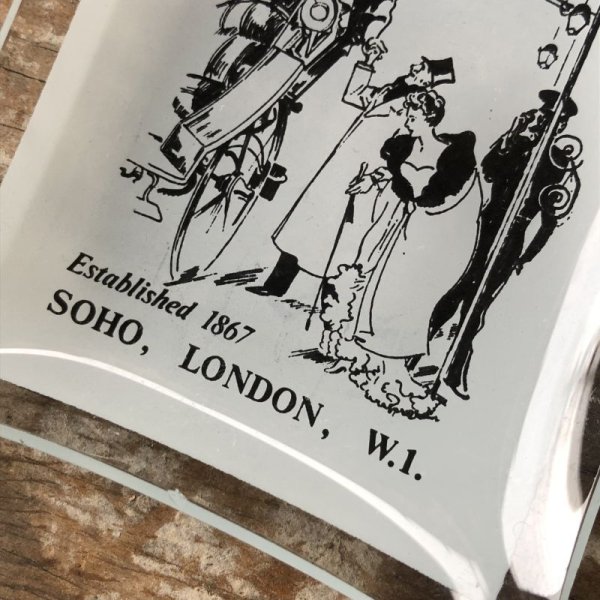 Established 1867
SOHO, LONDON, W.1.